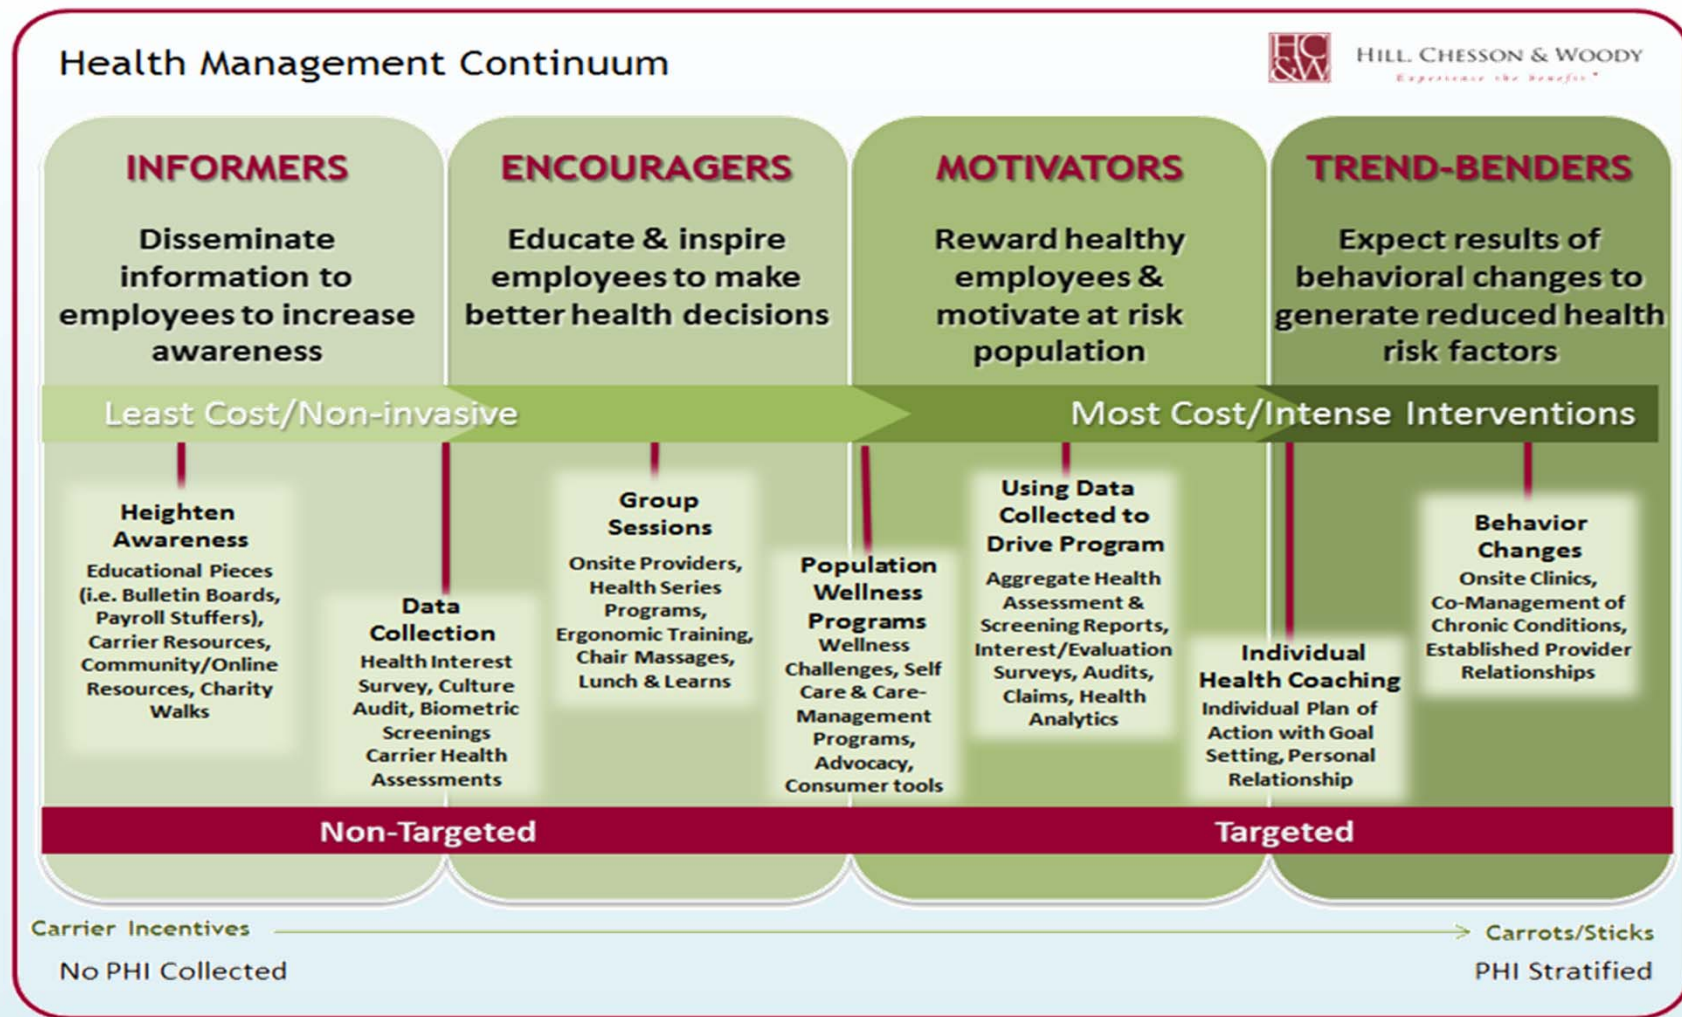 Health Management Continuum
HC
&W
HILL, CHESSON & WOODY
Experience the benefit.
INFORMERS
Disseminate
information to
employees to increase
awareness
ENCOURAGERS
Educate & inspire
employees to make
better health decisions
MOTIVATORS
Reward healthy
employees &
motivate at risk
population
TREND-BENDERS
Expect results of
behavioral changes to
generate reduced health
risk factors
Least Cost/Non-invasive
Most Cost/Intense Interventions
Heighten
Awareness
Educational Pieces
(i.e. Bulletin Boards,
Payroll Stuffers),
Carrier Resources,
Community/Online
Resources, Charity
Walks
Data
Collection
Health Interest
Survey, Culture
Audit, Biometric
Screenings
Carrier Health
Assessments
Group
Sessions
Onsite Providers,
Health Series
Programs,
Ergonomic Training,
Chair Massages,
Lunch & Learns
Population
Wellness
Programs
Wellness
Challenges, Self
Care & Care-
Management
Programs,
Advocacy,
Consumer tools
Using Data
Collected to
Drive Program
Aggregate Health
Assessment &
Screening Reports,
Interest/Evaluation
Surveys, Audits,
Claims, Health
Analytics
Individual
Health Coaching
Individual Plan of
Action with Goal
Setting, Personal
Relationship
Behavior
Changes
Onsite Clinics,
Co-Management of
Chronic Conditions,
Established Provider
Relationships
Non-Targeted
Targeted
Carrier Incentives
Carrots/Sticks
No PHI Collected
PHI Stratified